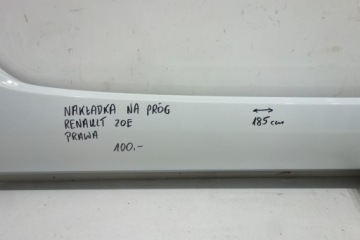 NAKŁADKA NA PRÓG
RENAULT ZOE
PRAWA
100.-
↔
185 cm